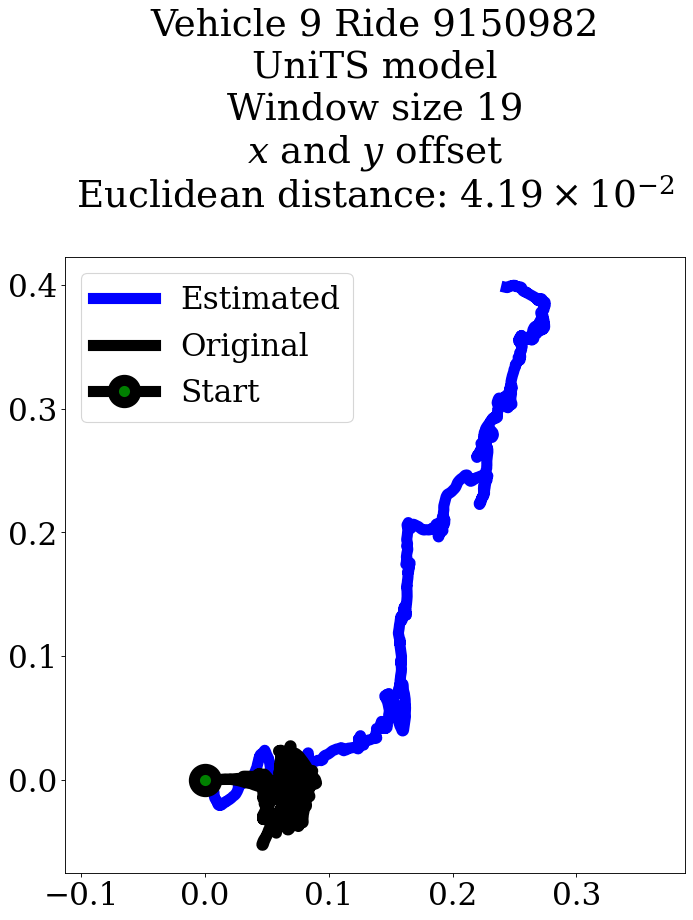 Vehicle 9 Ride 9150982
UniTS model
Window size 19
x and y offset
Euclidean distance: 4.19 × 10⁻²
Estimated
Original
Start
0.4
0.3
0.2
0.1
0.0
−0.1 0.0 0.1 0.2 0.3